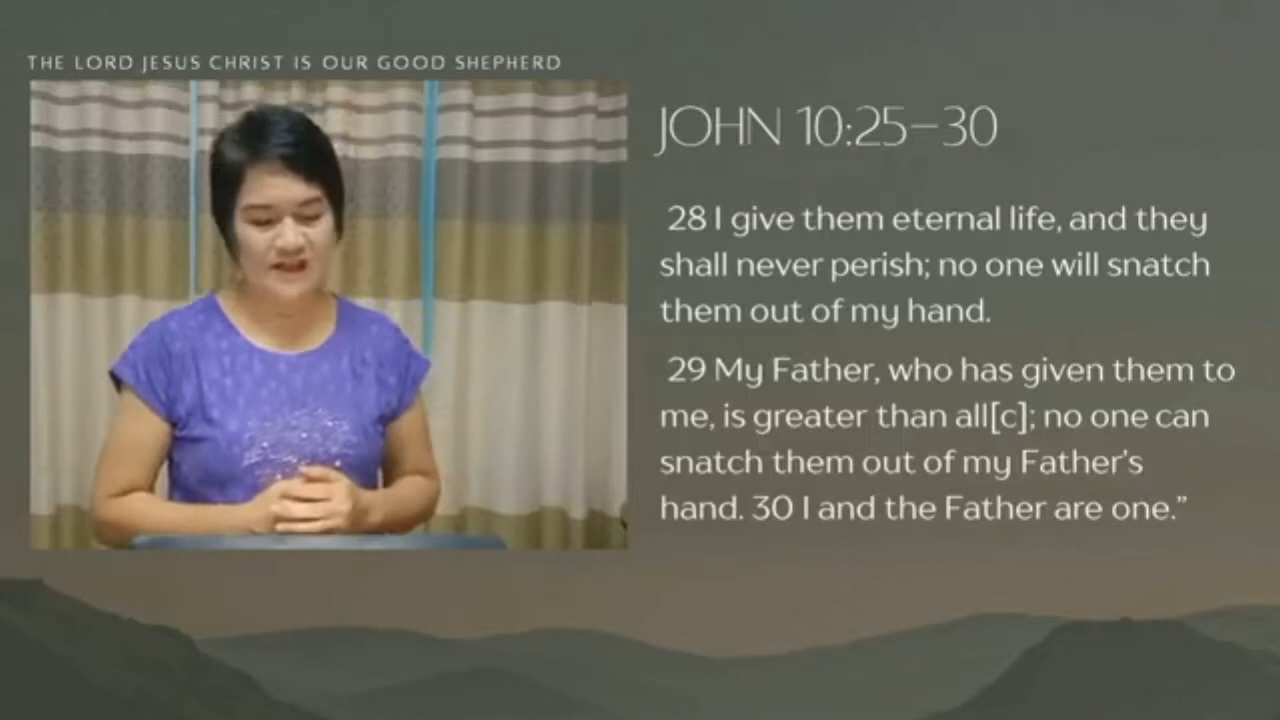 THE LORD JESUS CHRIST IS OUR GOOD SHEPHERD
JOHN 10:25–30
28 I give them eternal life, and they
shall never perish; no one will snatch
them out of my hand.
29 My Father, who has given them to
me, is greater than all[c]; no one can
snatch them out of my Father's
hand. 30 I and the Father are one.”